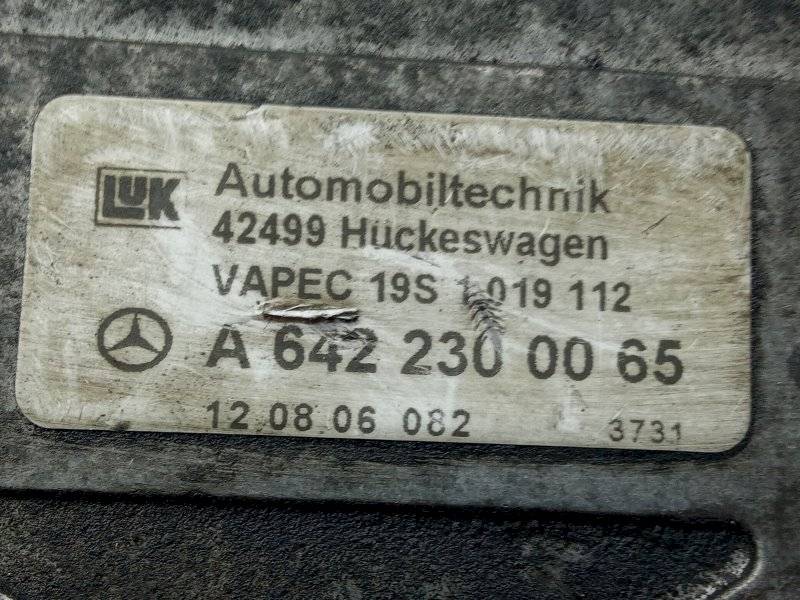 LUK Automobiltechnik
42499 Hückeswagen
VAPEC 19S 1 019 112
A 642 230 00 65
12.08.06 082 3731